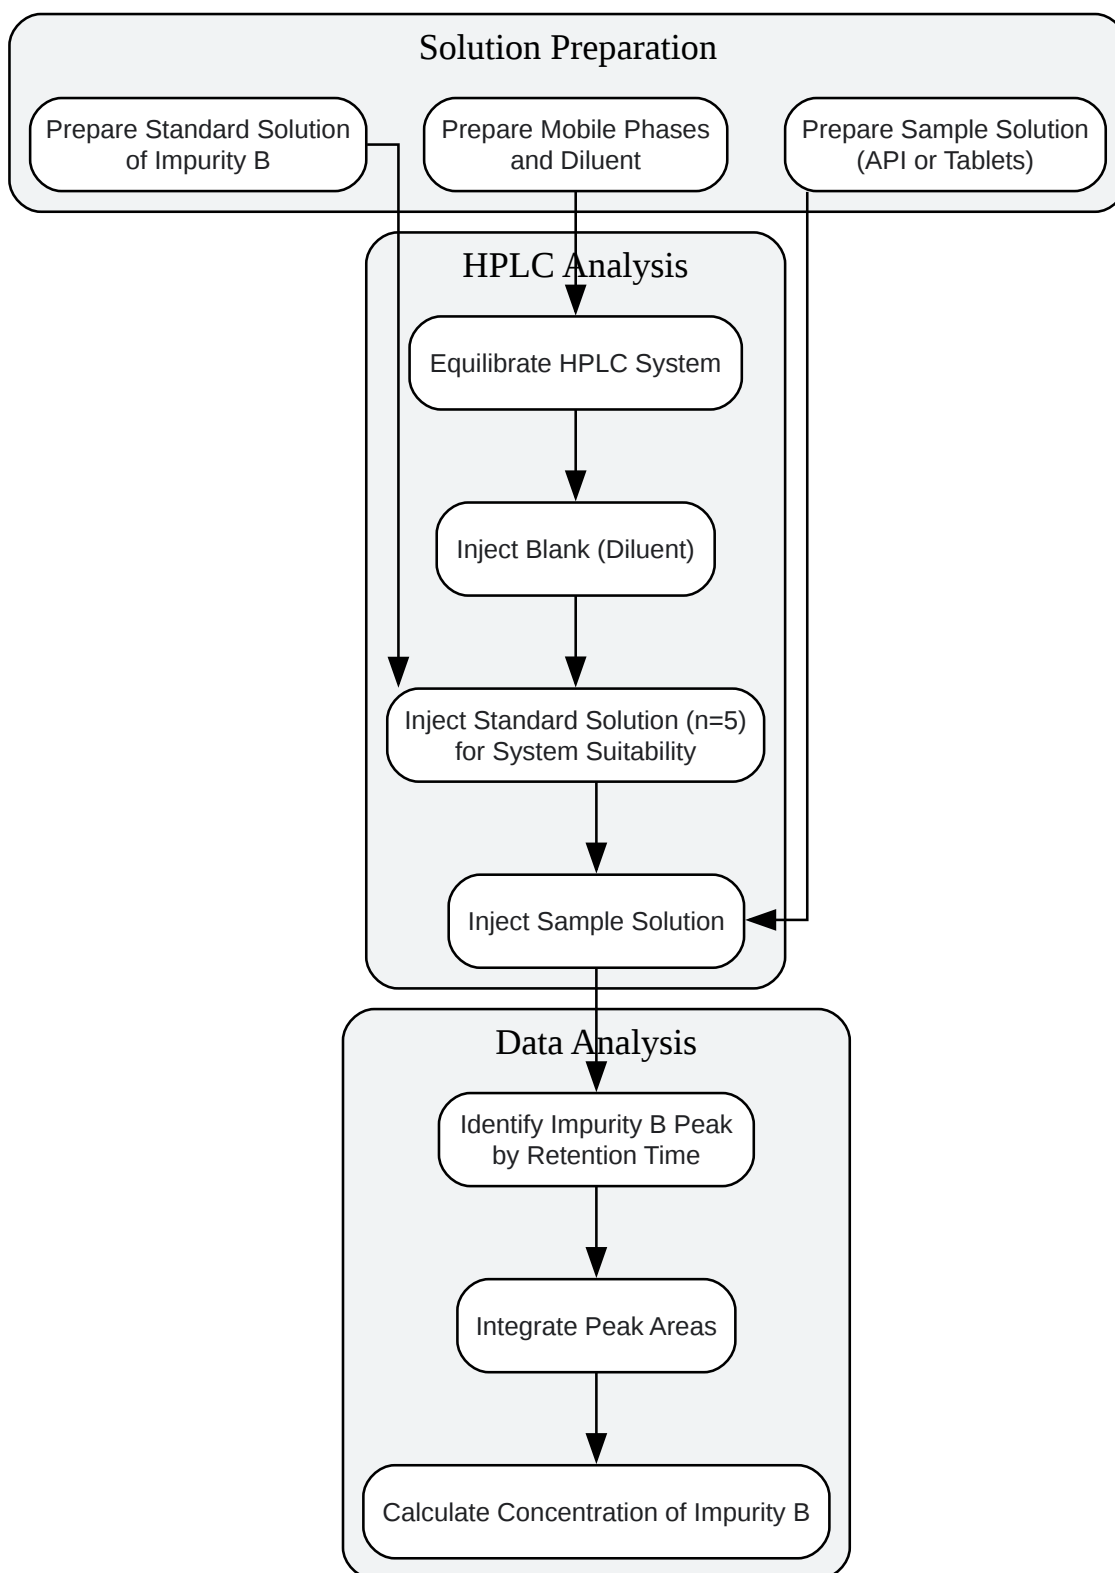 Solution Preparation
Prepare Standard Solution
of Impurity B
Prepare Mobile Phases
and Diluent
Prepare Sample Solution
(API or Tablets)
HPLC Analysis
Equilibrate HPLC System
Inject Blank (Diluent)
Inject Standard Solution (n=5)
for System Suitability
Inject Sample Solution
Data Analysis
Identify Impurity B Peak
by Retention Time
Integrate Peak Areas
Calculate Concentration of Impurity B